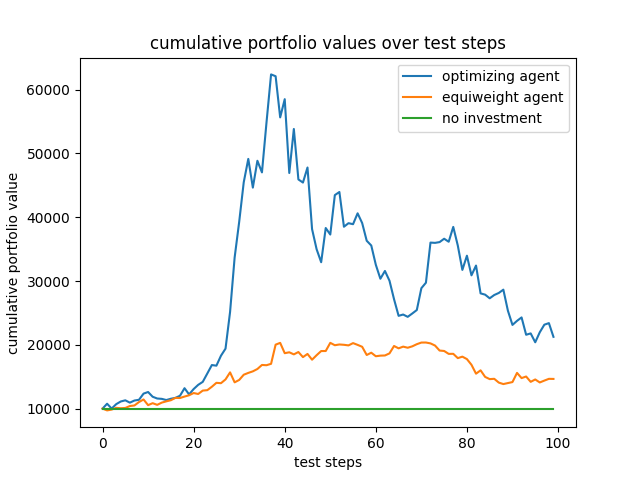 cumulative portfolio values over test steps
optimizing agent
equiweight agent
no investment
60000
50000
40000
30000
20000
10000
cumulative portfolio value
0
20
40
60
80
100
test steps